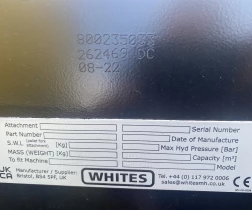 262469 DC
08-22
Attachment Serial Number
Part Number Date of Manufacture
S.W.L. [Kg] Max Hyd Pressure [Bar]
MASS (WEIGHT) [Kg] Capacity [m³]
To fit Machine Model
UK CA Manufacturer / Supplier: WHITES Tel. +44 (0) 117 972 0006
Bristol, BS4 5PF, UK sales@whitesmh.co.uk